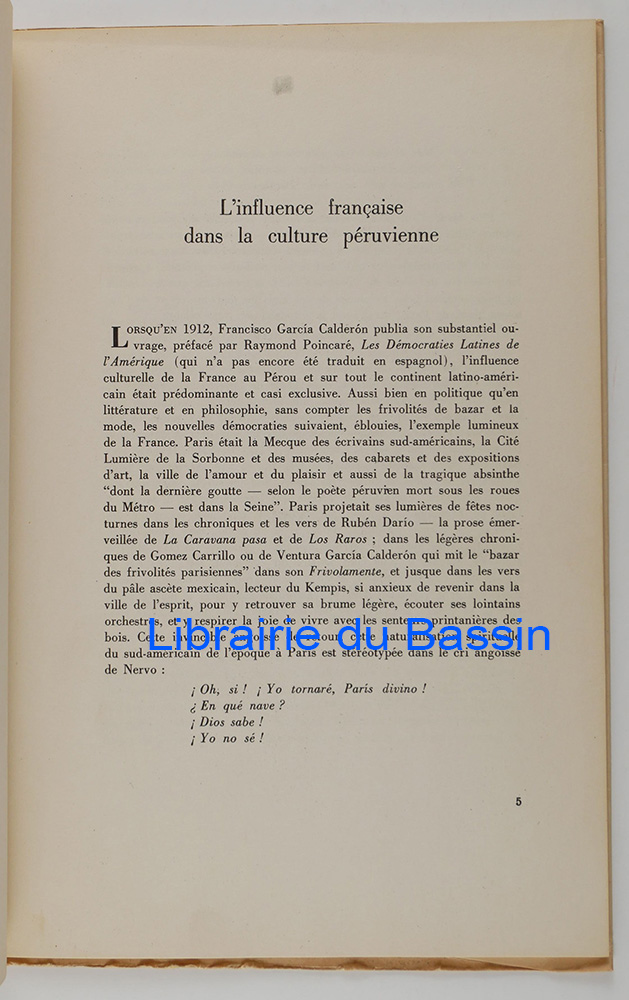 L'influence française
dans la culture péruvienne
LORSQU'EN 1912, Francisco García Calderón publia son substantiel ou-
vrage, préfacé par Raymond Poincaré, Les Démocraties Latines de
l'Amérique (qui n'a pas encore été traduit en espagnol), l'influence
culturelle de la France au Pérou et sur tout le continent latino-améri-
cain était prédominante et casi exclusive. Aussi bien en politique qu'en
littérature et en philosophie, sans compter les frivolités de bazar et la
mode, les nouvelles démocraties suivaient, éblouies, l'exemple lumineux
de la France. Paris était la Mecque des écrivains sud-américains, la Cité
Lumière de la Sorbonne et des musées, des cabarets et des expositions
d'art, la ville de l'amour et du plaisir et aussi de la tragique absinthe
"dont la dernière goutte — selon le poète péruvien mort sous les roues
du Métro — est dans la Seine". Paris projetait ses lumières de fêtes noc-
turnes dans les chroniques et les vers de Rubén Darío — la prose émer-
veillée de La Caravana pasa et de Los Raros ; dans les légères chroni-
ques de Gomez Carrillo ou de Ventura García Calderón qui mit le "bazar
des frivolités parisiennes" dans son Frivolamente, et jusque dans les vers
du pâle ascète mexicain, lecteur du Kempis, si anxieux de revenir dans la
ville de l'esprit, pour y retrouver sa brume légère, écouter ses lointains
orchestres, et y respirer la joie de vivre avec les senteurs printanières des
bois. Cette invincible angoisse de retour, cette naturalisation spirituelle
du sud-américain de l'époque à Paris est stéréotypée dans le cri angoissé
de Nervo :
¡ Oh, si ! ¡ Yo tornaré, París divino !
¿ En qué nave ?
¡ Dios sabe !
¡ Yo no sé !
5
Librairie du Bassin